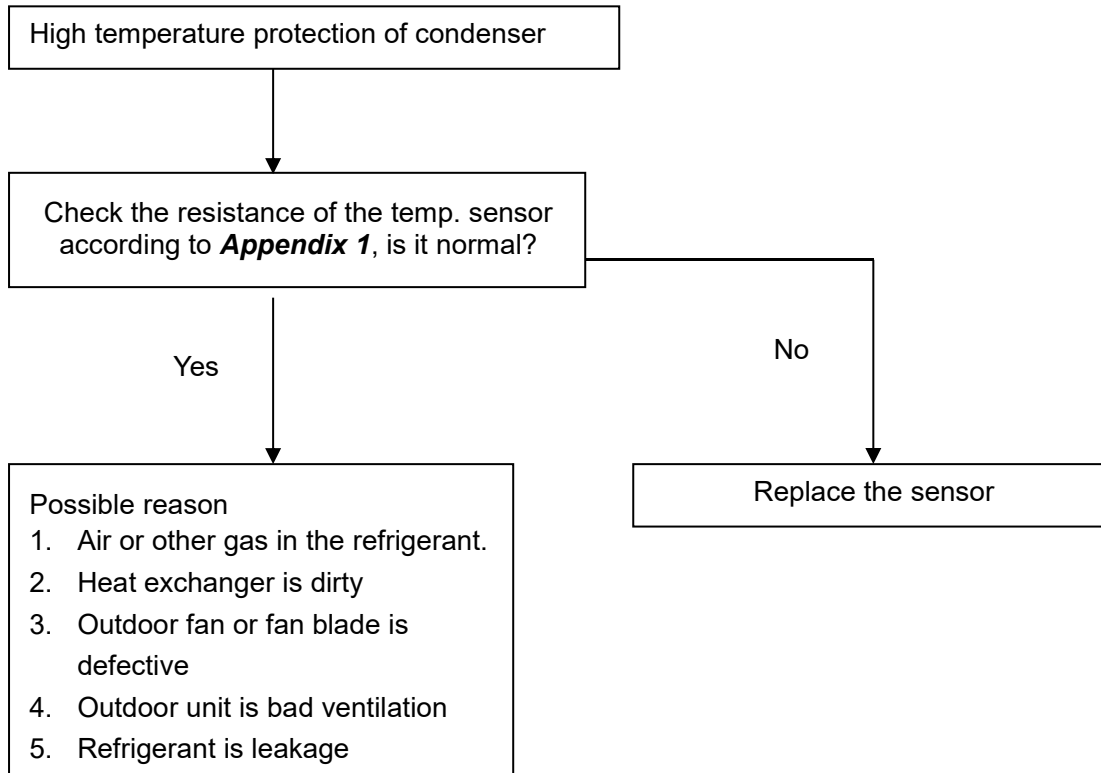 High temperature protection of condenser
Check the resistance of the temp. sensor
according to Appendix 1, is it normal?
Yes
No
Possible reason
1. Air or other gas in the refrigerant.
2. Heat exchanger is dirty
3. Outdoor fan or fan blade is
defective
4. Outdoor unit is bad ventilation
5. Refrigerant is leakage
Replace the sensor